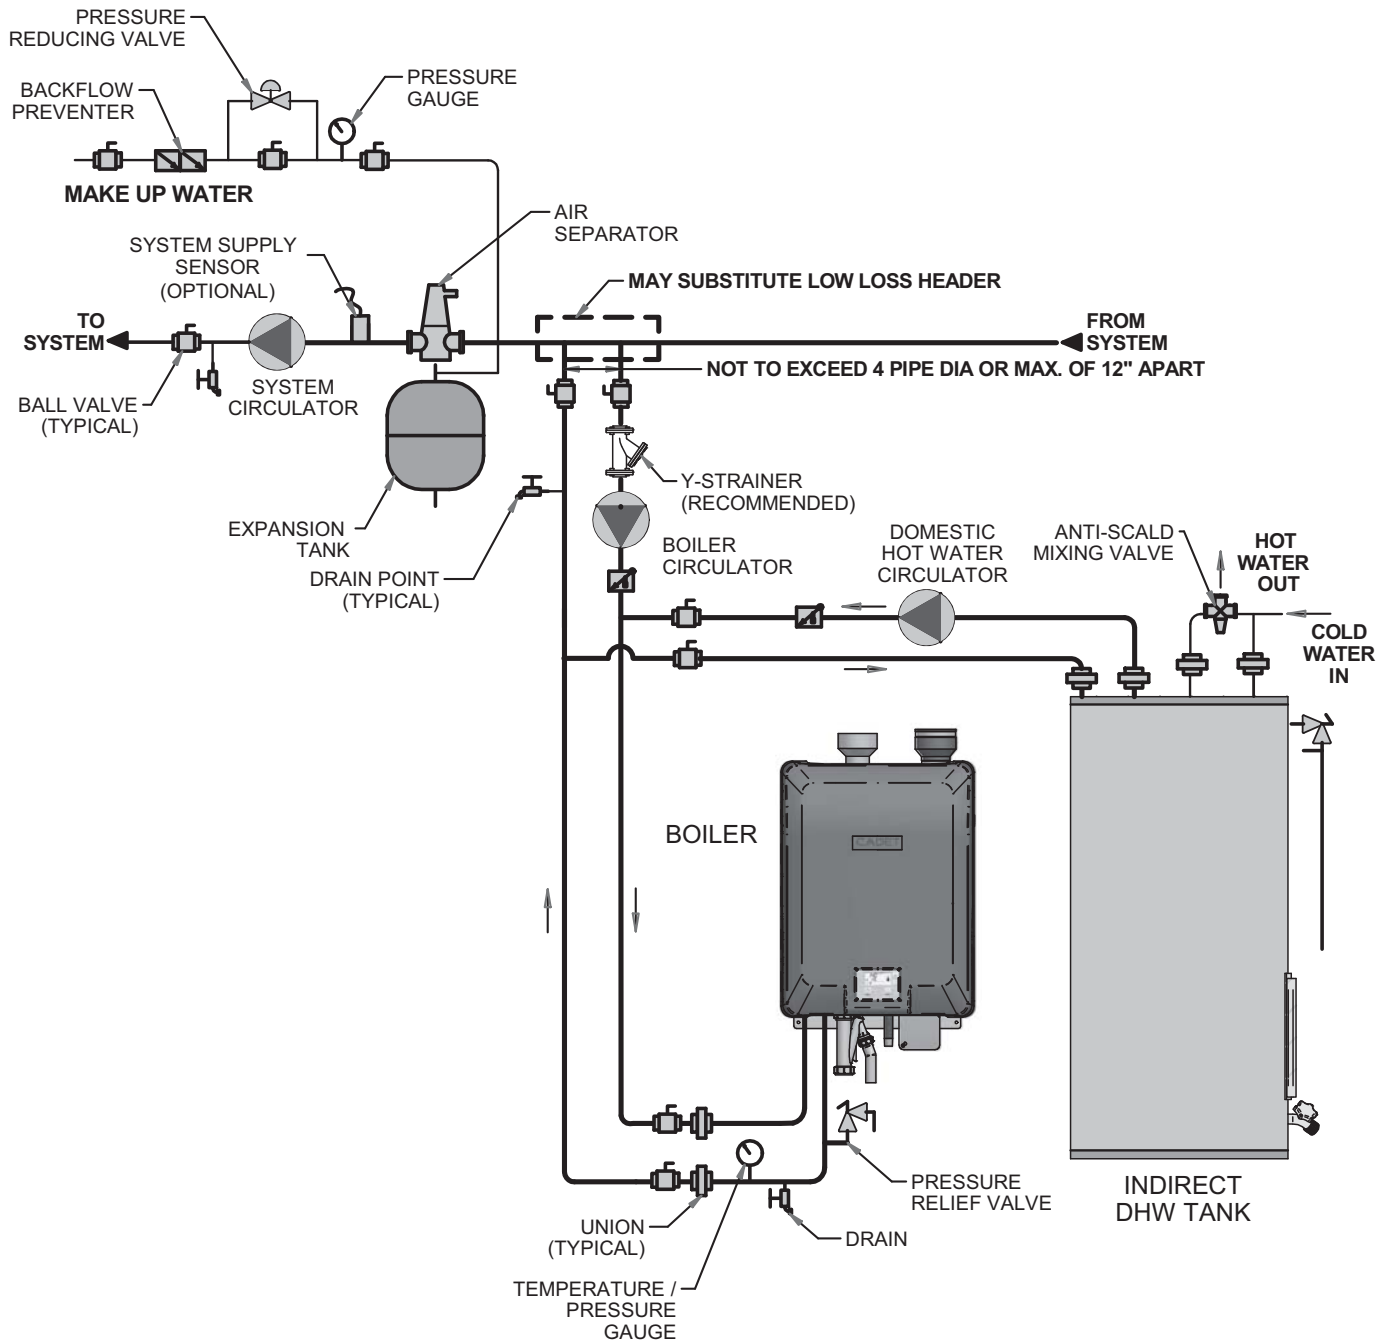 PRESSURE
REDUCING VALVE
BACKFLOW
PREVENTER
PRESSURE
GAUGE
MAKE UP WATER
AIR
SEPARATOR
SYSTEM SUPPLY
SENSOR
(OPTIONAL)
MAY SUBSTITUTE LOW LOSS HEADER
TO
SYSTEM
FROM
SYSTEM
NOT TO EXCEED 4 PIPE DIA OR MAX. OF 12" APART
SYSTEM
CIRCULATOR
BALL VALVE
(TYPICAL)
Y-STRAINER
(RECOMMENDED)
EXPANSION
TANK
DRAIN POINT
(TYPICAL)
BOILER
CIRCULATOR
DOMESTIC
HOT WATER
CIRCULATOR
ANTI-SCALD
MIXING VALVE
HOT
WATER
OUT
COLD
WATER
IN
BOILER
CADET
PRESSURE
RELIEF VALVE
INDIRECT
DHW TANK
UNION
(TYPICAL)
DRAIN
TEMPERATURE /
PRESSURE
GAUGE